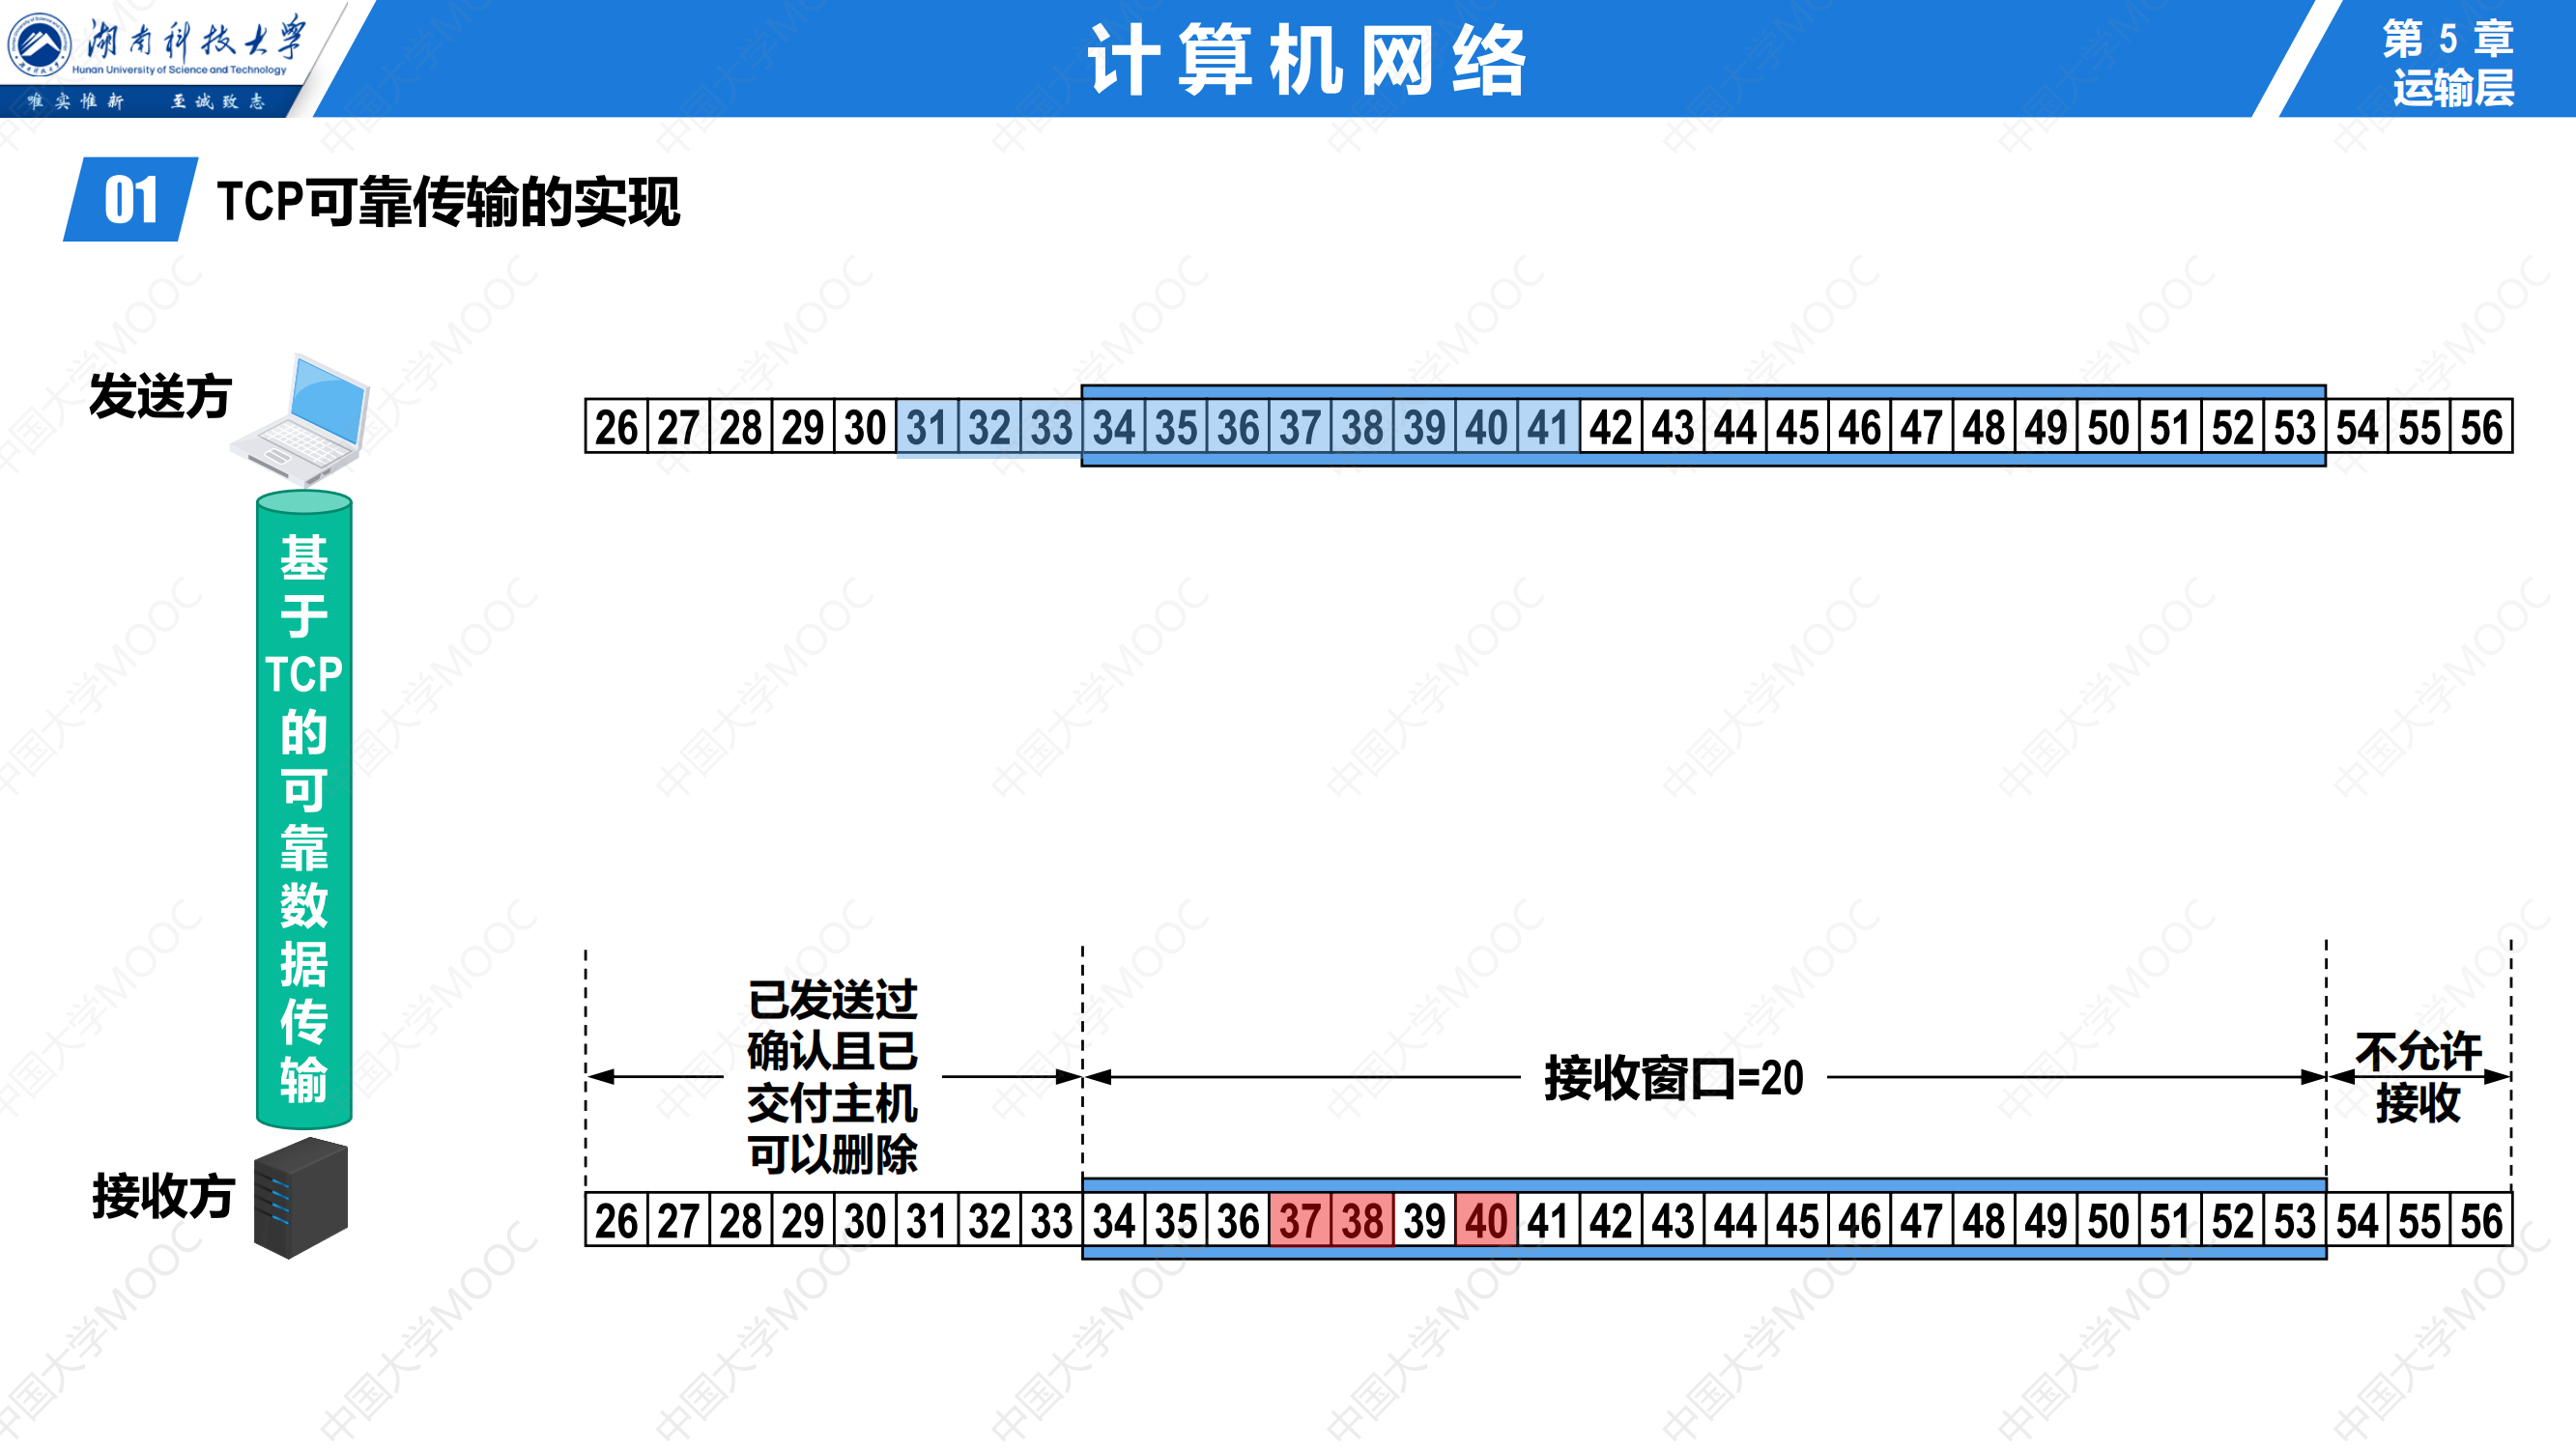 湖南科技大学
Hunan University of Science and Technology
唯实惟新 至诚致志
计算机网络
第 5 章
运输层
01 TCP可靠传输的实现
发送方
26 27 28 29 30 31 32 33 34 35 36 37 38 39 40 41 42 43 44 45 46 47 48 49 50 51 52 53 54 55 56
基
于
TCP
的
可
靠
数
据
传
输
已发送过
确认且已
交付主机
可以删除
接收窗口=20
不允许
接收
接收方
26 27 28 29 30 31 32 33 34 35 36 37 38 39 40 41 42 43 44 45 46 47 48 49 50 51 52 53 54 55 56
中国大学MOOC